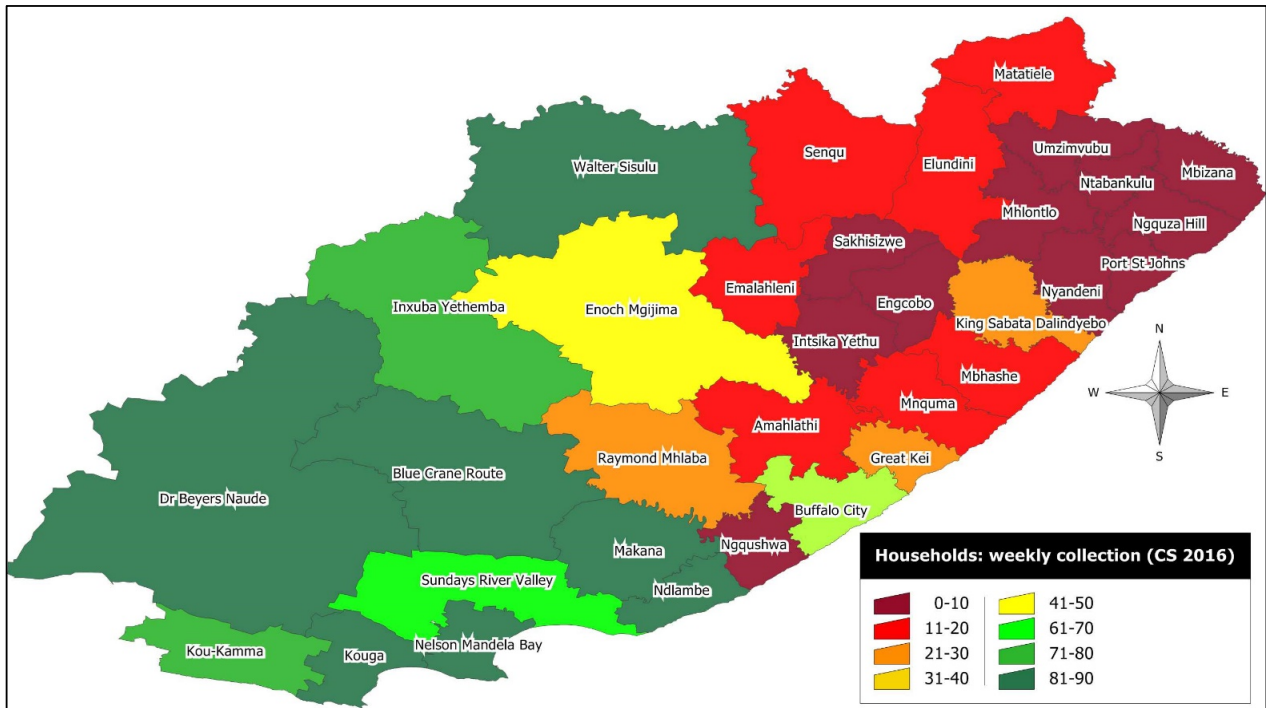 Matatiele
Umzimvubu
Senqu
Elundini
Mbizana
Walter Sisulu
Ntabankulu
Mhlontlo
Ngquza Hill
Sakhisizwe
Port St Johns
Emalahleni
Nyandeni
Engcobo
Inxuba Yethemba
Enoch Mgijima
King Sabata Dalindyebo
Intsika Yethu
Mbhashe
Mnquma
Amahlathi
Raymond Mhlaba
Great Kei
Blue Crane Route
Dr Beyers Naude
Buffalo City
Ngqushwa
Makana
Sundays River Valley
Ndlambe
Nelson Mandela Bay
Kou-Kamma
Kouga
N
W
E
S
Households: weekly collection (CS 2016)
0-10
11-20
21-30
31-40
41-50
61-70
71-80
81-90